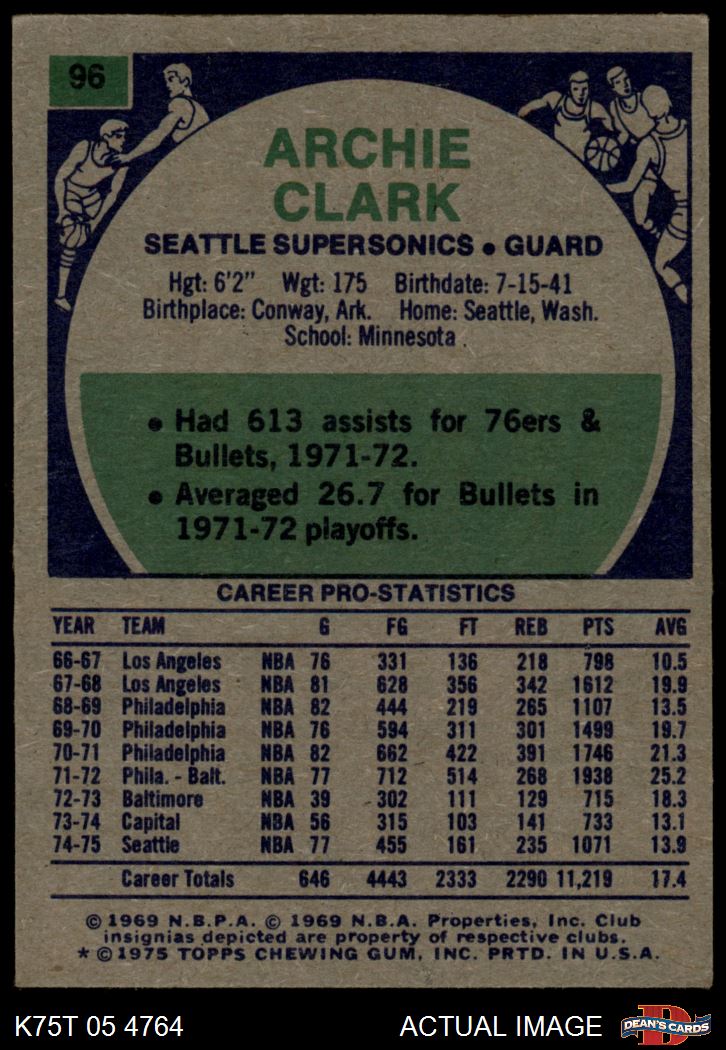 96
ARCHIE
CLARK
SEATTLE SUPERSONICS • GUARD
Hgt: 6'2" Wgt: 175 Birthdate: 7-15-41
Birthplace: Conway, Ark. Home: Seattle, Wash.
School: Minnesota
• Had 613 assists for 76ers &
Bullets, 1971-72.
• Averaged 26.7 for Bullets in
1971-72 playoffs.
CAREER PRO-STATISTICS
YEAR TEAM G FG FT REB PTS AVG
66-67 Los Angeles NBA 76 331 136 218 798 10.5
67-68 Los Angeles NBA 81 628 356 342 1612 19.9
68-69 Philadelphia NBA 82 444 219 265 1107 13.5
69-70 Philadelphia NBA 76 594 311 301 1499 19.7
70-71 Philadelphia NBA 82 662 422 391 1746 21.3
71-72 Phila. - Balt. NBA 77 712 514 268 1938 25.2
72-73 Baltimore NBA 39 302 111 129 715 18.3
73-74 Capital NBA 56 315 103 141 733 13.1
74-75 Seattle NBA 77 455 161 235 1071 13.9
Career Totals 646 4443 2333 2290 11,219 17.4
© 1969 N.B.P.A. © 1969 N.B.A. Properties, Inc. Club
insignias depicted are property of respective clubs.
* © 1975 TOPPS CHEWING GUM, INC. PRTD. IN U.S.A.
K75T 05 4764 ACTUAL IMAGE D DEAN'S CARDS